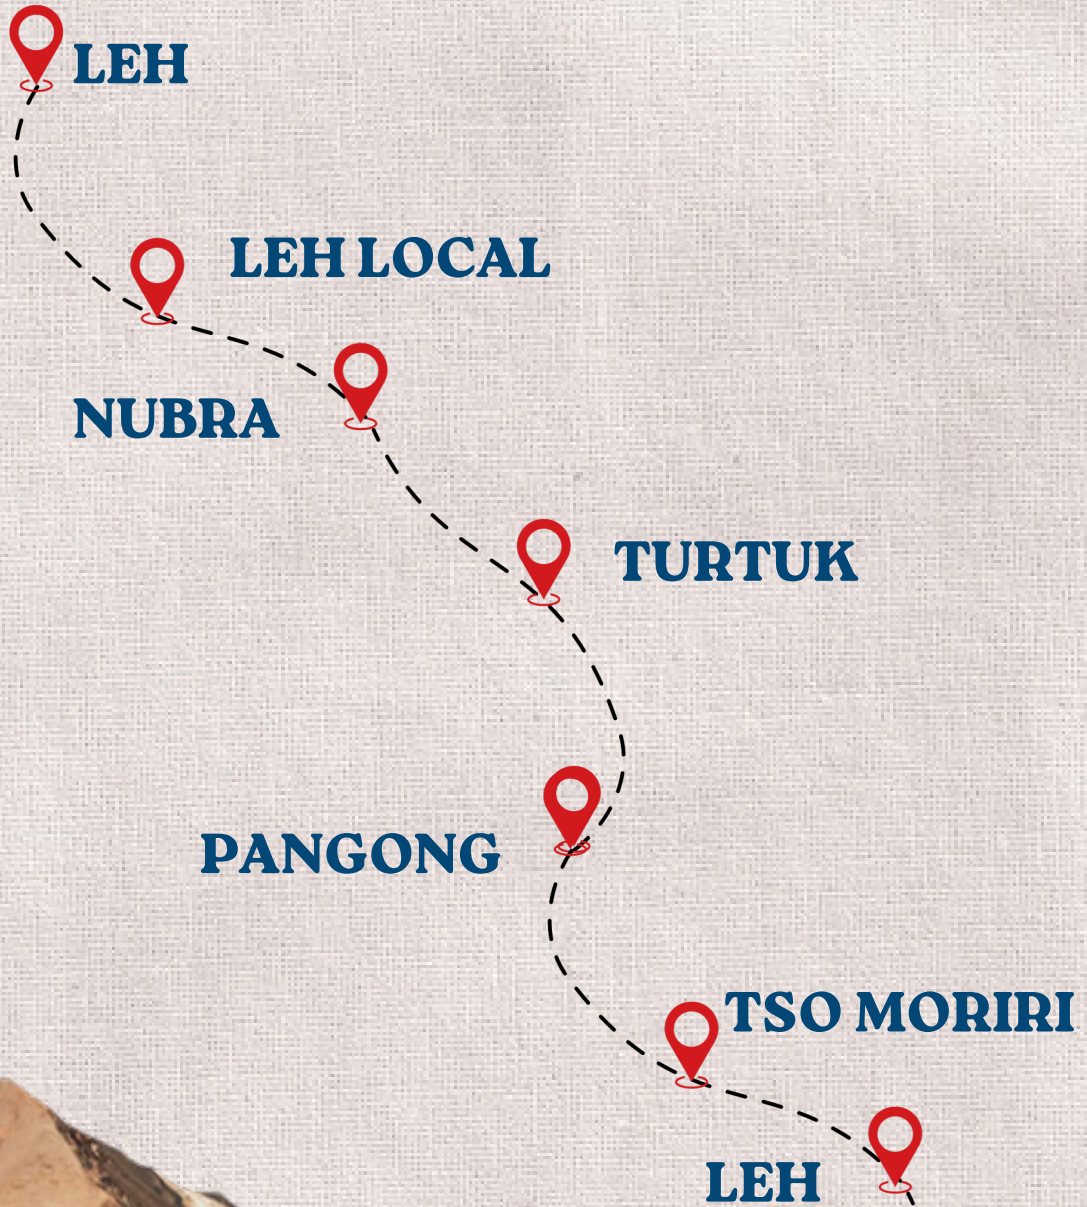 LEH
LEH LOCAL
NUBRA
TURTUK
PANGONG
TSO MORIRI
LEH